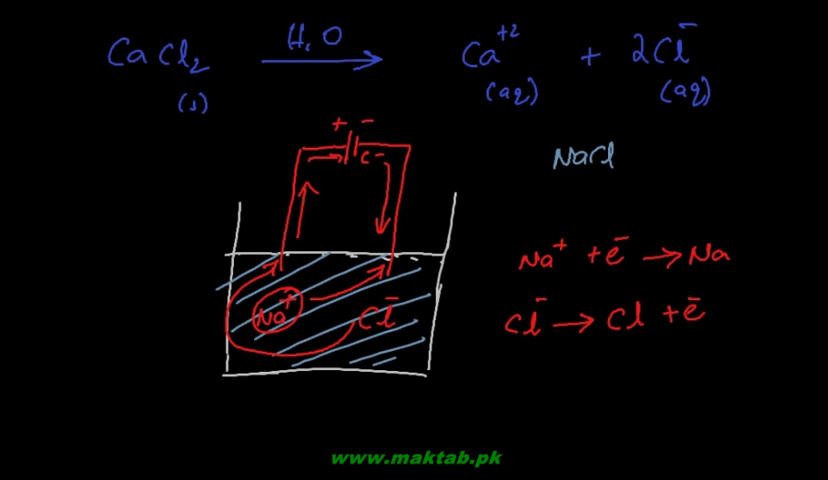 CaCl₂ H₂O → Ca⁺² + 2Cl⁻
(s) (aq) (aq)
+ −
e−
NaCl
Na⁺ + e⁻ → Na
Na⁺ Cl⁻
Cl⁻ → Cl + e⁻
www.maktab.pk